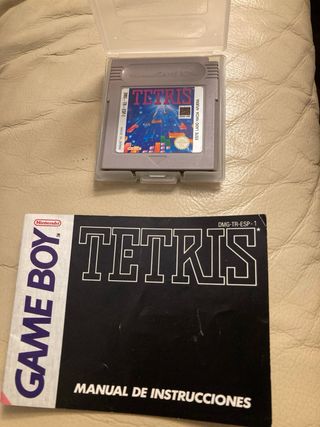 TETRIS
Nintendo
GAME BOY
DMG-TR-ESP-1
TETRIS
MANUAL DE INSTRUCCIONES